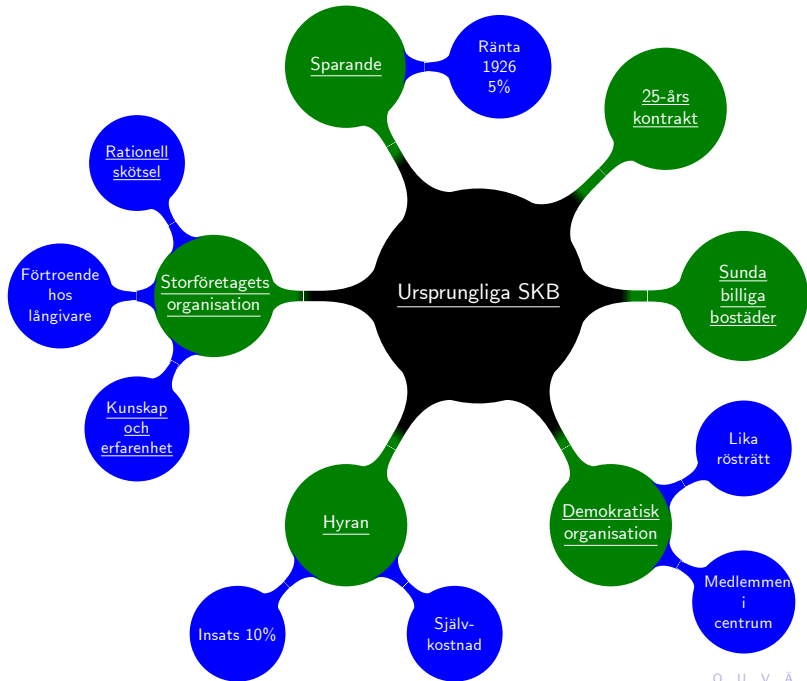 Sparande
Ränta
1926
5%
25-års
kontrakt
Rationell
skötsel
Förtroende
hos
långivare
Storföretagets
organisation
Ursprungliga SKB
Sunda
billiga
bostäder
Kunskap
och
erfarenhet
Lika
rösträtt
Hyran
Demokratisk
organisation
Medlemmen
i
centrum
Insats 10%
Själv-
kostnad
O U V Ä